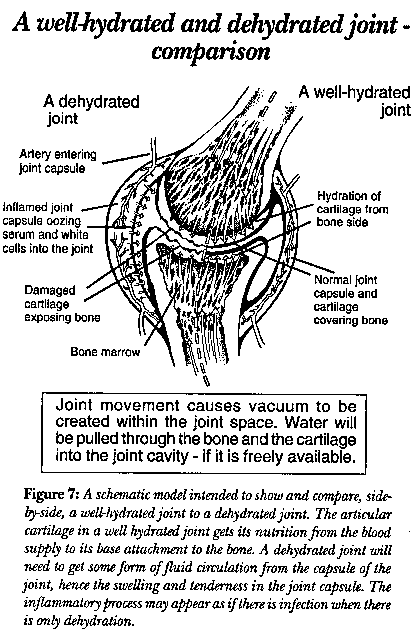 A well-hydrated and dehydrated joint -
comparison
A dehydrated
joint
A well-hydrated
joint
Artery entering
joint capsule
Inflamed joint
capsule oozing
serum and white
cells into the joint
Damaged
cartilage
exposing bone
Bone marrow
Hydration of
cartilage from
bone side
Normal joint
capsule and
cartilage
covering bone
Joint movement causes vacuum to be
created within the joint space. Water will
be pulled through the bone and the cartilage
into the joint cavity - if it is freely available.
Figure 7: A schematic model intended to show and compare, side-
by-side, a well-hydrated joint to a dehydrated joint. The articular
cartilage in a well hydrated joint gets its nutrition from the blood
supply to its base attachment to the bone. A dehydrated joint will
need to get some form of fluid circulation from the capsule of the
joint, hence the swelling and tenderness in the joint capsule. The
inflammatory process may appear as if there is infection when there
is only dehydration.